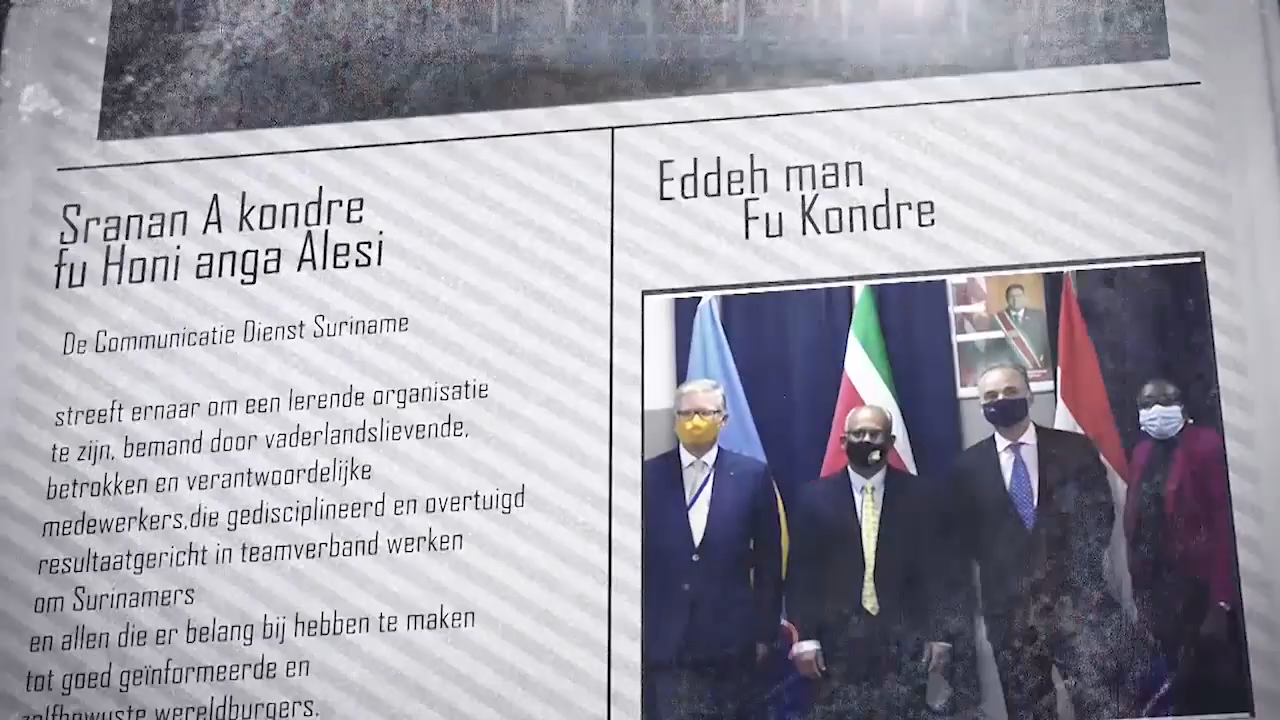 Sranan A kondre
fu Honi anga Alesi
De Communicatie Dienst Suriname
streeft ernaar om een lerende organisatie
te zijn, bemand door vaderlandslievende,
betrokken en verantwoordelijke
medewerkers,die gedisciplineerd en overtuigd
resultaatgericht in teamverband werken
om Surinamers
en allen die er belang bij hebben te maken
tot goed geïnformeerde en
zelfbewuste wereldburgers.
Eddeh man
Fu Kondre